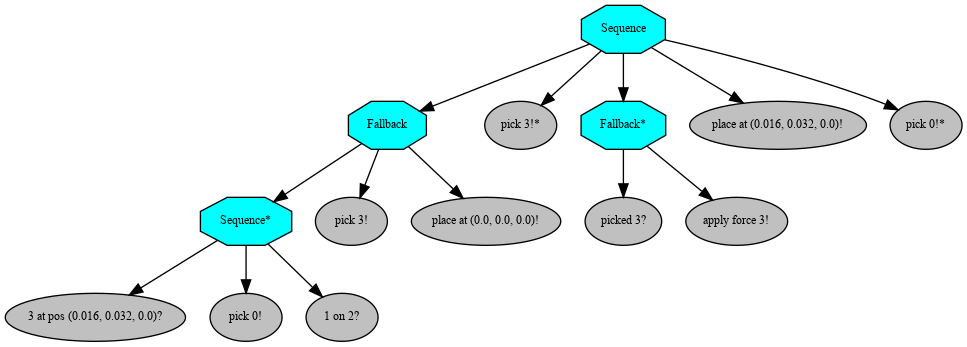 Sequence
Fallback
pick 3!*
Fallback*
place at (0.016, 0.032, 0.0)!
pick 0!*
Sequence*
pick 3!
place at (0.0, 0.0, 0.0)!
picked 3?
apply force 3!
3 at pos (0.016, 0.032, 0.0)?
pick 0!
1 on 2?